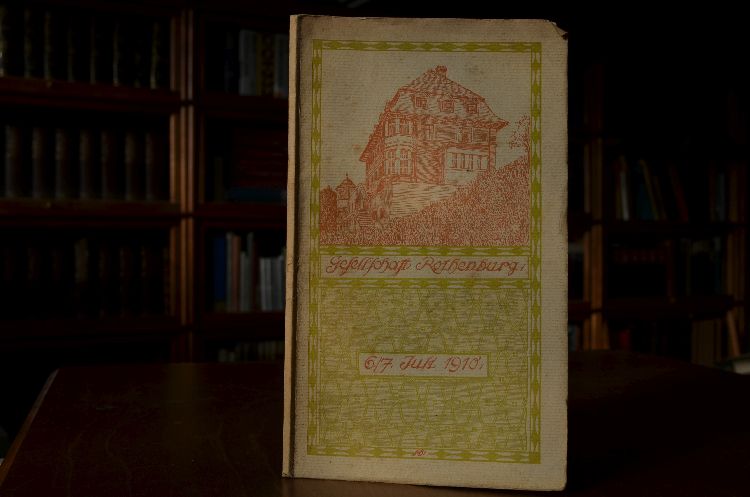 Gesellschaft Rothenburg.
6/7. Juli 1910.